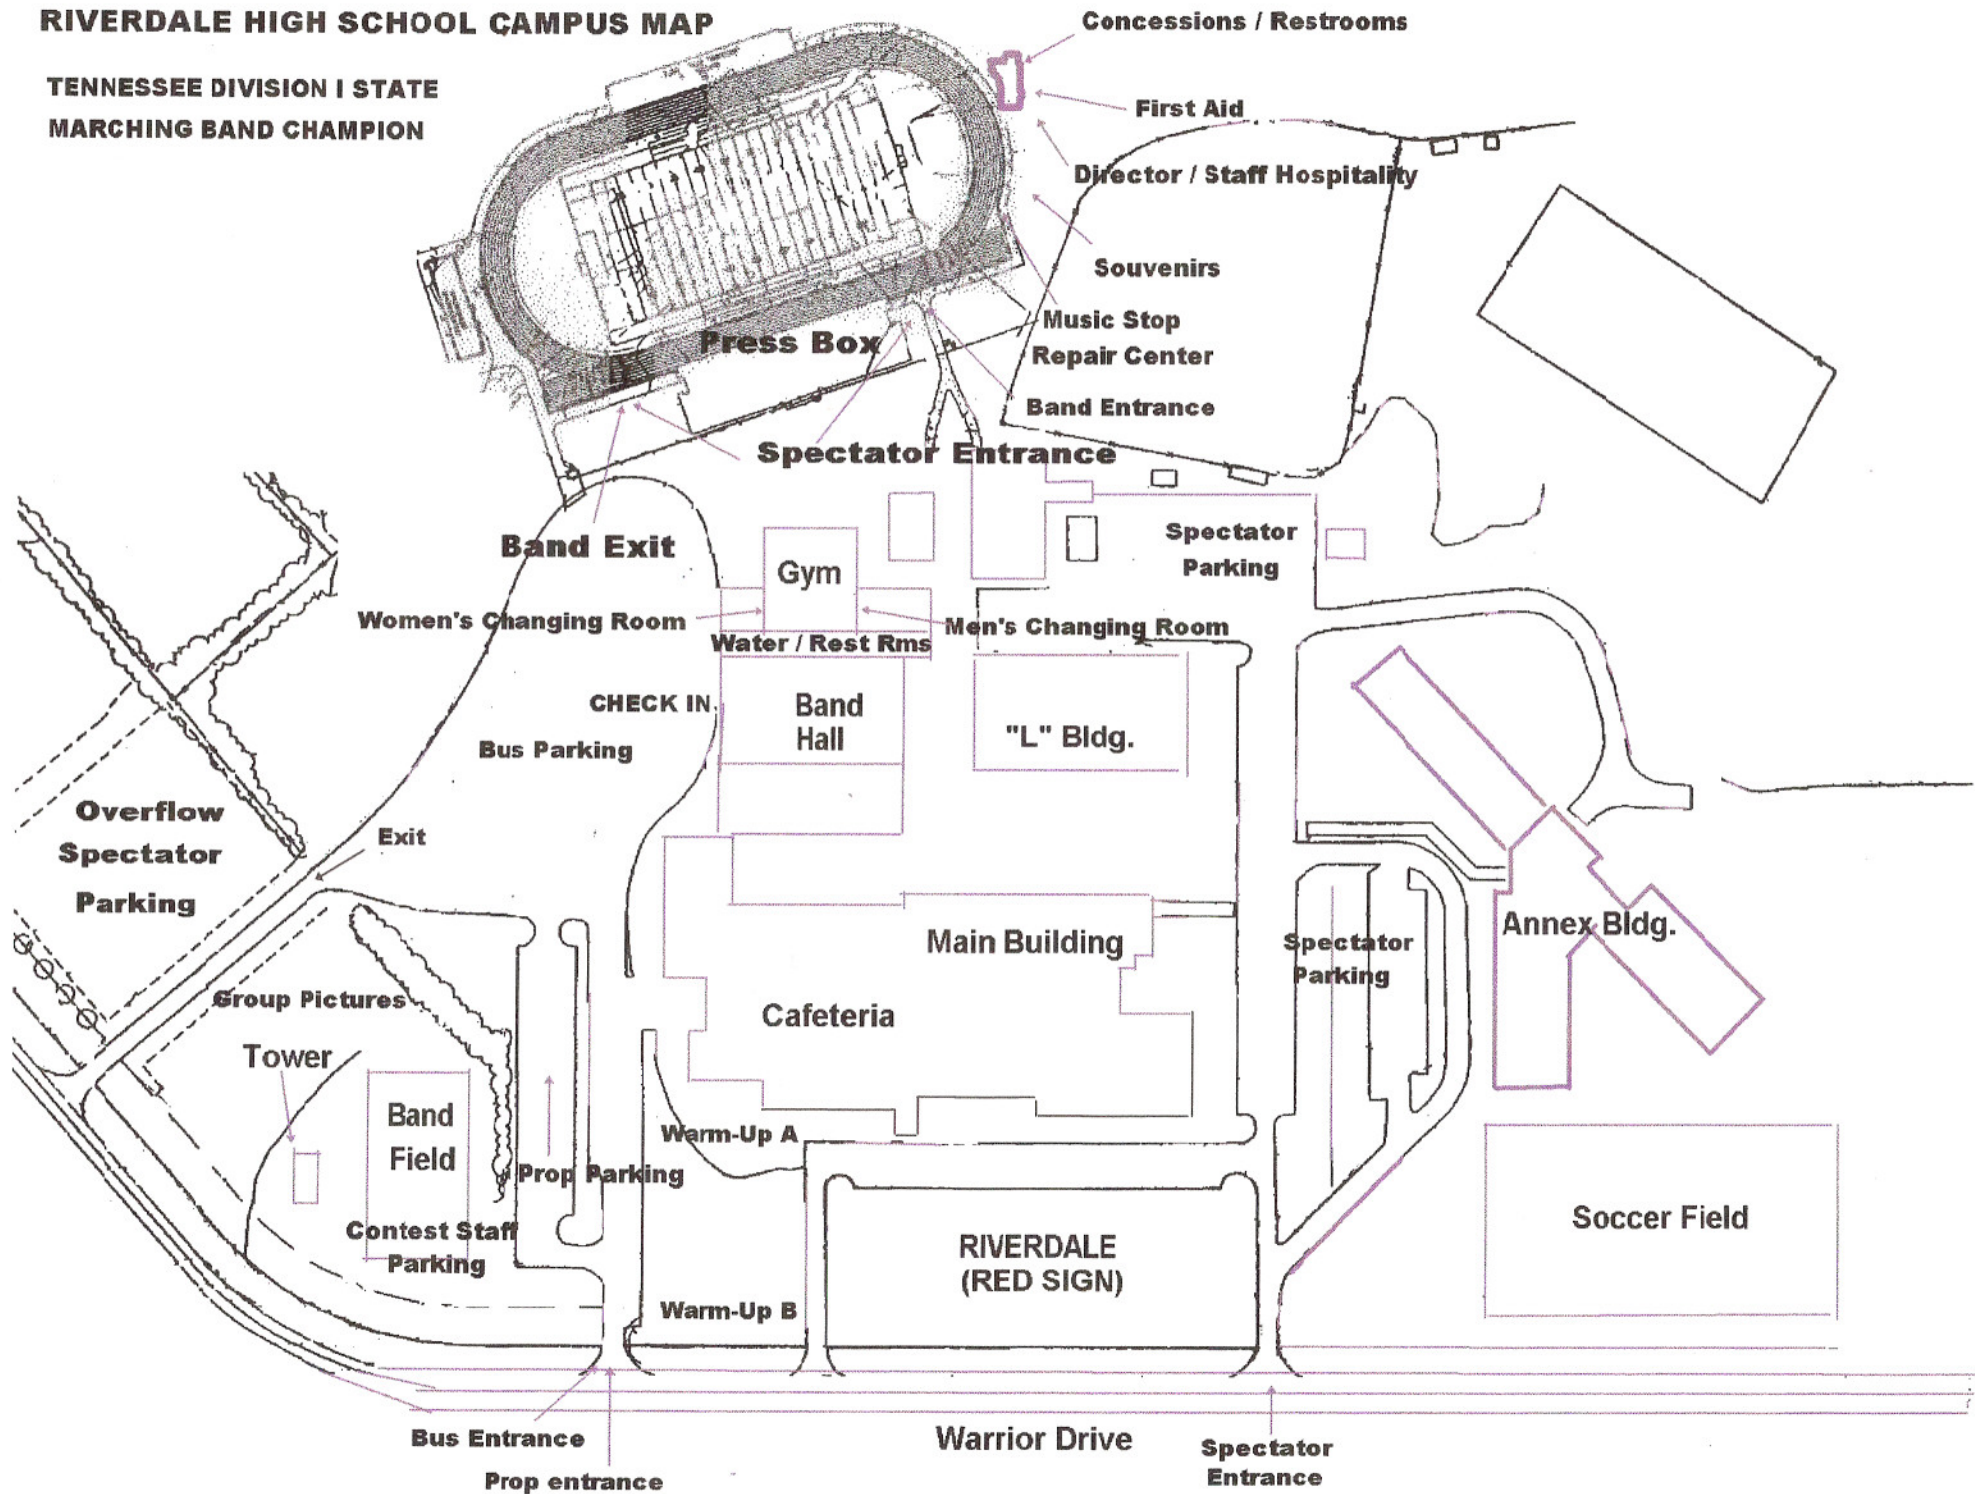 RIVERDALE HIGH SCHOOL CAMPUS MAP
TENNESSEE DIVISION I STATE
MARCHING BAND CHAMPION
Concessions / Restrooms
First Aid
Director / Staff Hospitality
Souvenirs
Music Stop
Repair Center
Press Box
Band Entrance
Spectator Entrance
Band Exit
Spectator
Parking
Gym
Women's Changing Room
Men's Changing Room
Water / Rest Rms
CHECK IN
Band
Hall
"L" Bldg.
Bus Parking
Overflow
Spectator
Parking
Exit
Main Building
Spectator
Parking
Annex Bldg.
Group Pictures
Cafeteria
Tower
Band
Field
Warm-Up A
Prop Parking
Contest Staff
Parking
RIVERDALE
(RED SIGN)
Soccer Field
Warm-Up B
Bus Entrance
Warrior Drive
Spectator
Entrance
Prop entrance